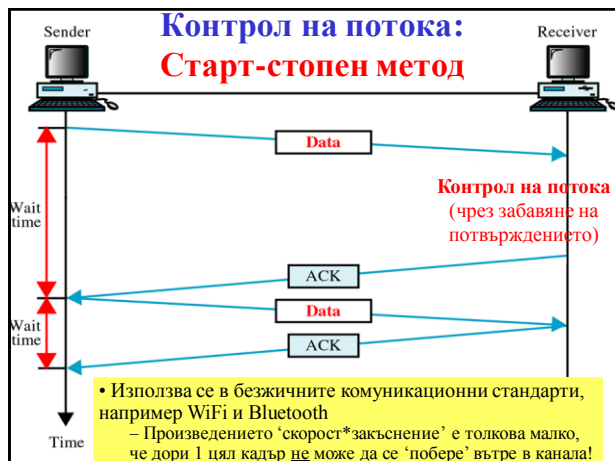 Контрол на потока:
Старт-стопен метод
Sender
Receiver
Data
Контрол на потока
(чрез забавяне на
потвърждението)
Wait
time
ACK
Data
Wait
time
ACK
• Използва се в безжичните комуникационни стандарти,
например WiFi и Bluetooth
– Произведението ‘скорост*закъснение’ е толкова малко,
че дори 1 цял кадър не може да се ‘побере’ вътре в канала!
Time